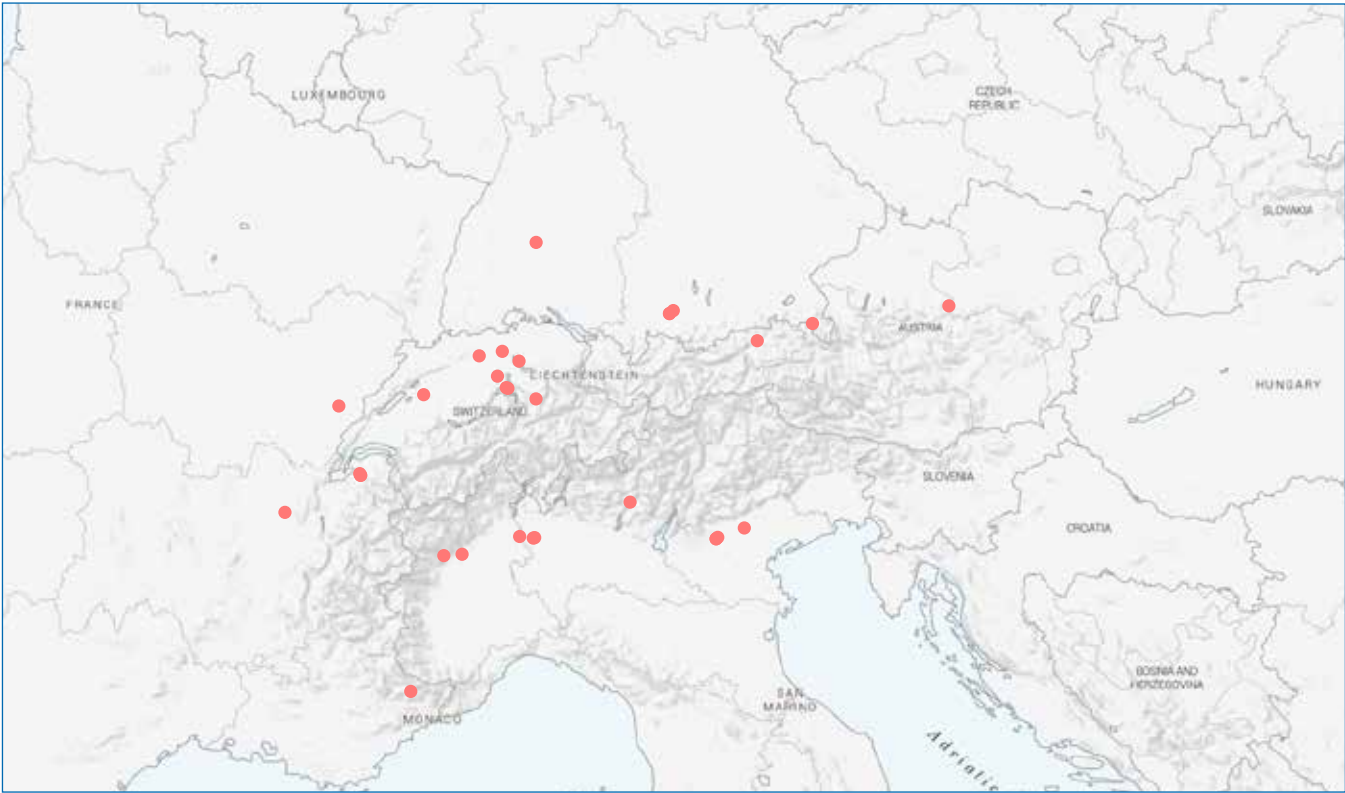 LUXEMBOURG
CZECH
REPUBLIC
SLOVAKIA
FRANCE
AUSTRIA
LIECHTENSTEIN
HUNGARY
SWITZERLAND
SLOVENIA
CROATIA
BOSNIA AND
HERZEGOVINA
SAN
MARINO
MONACO
Adriatic